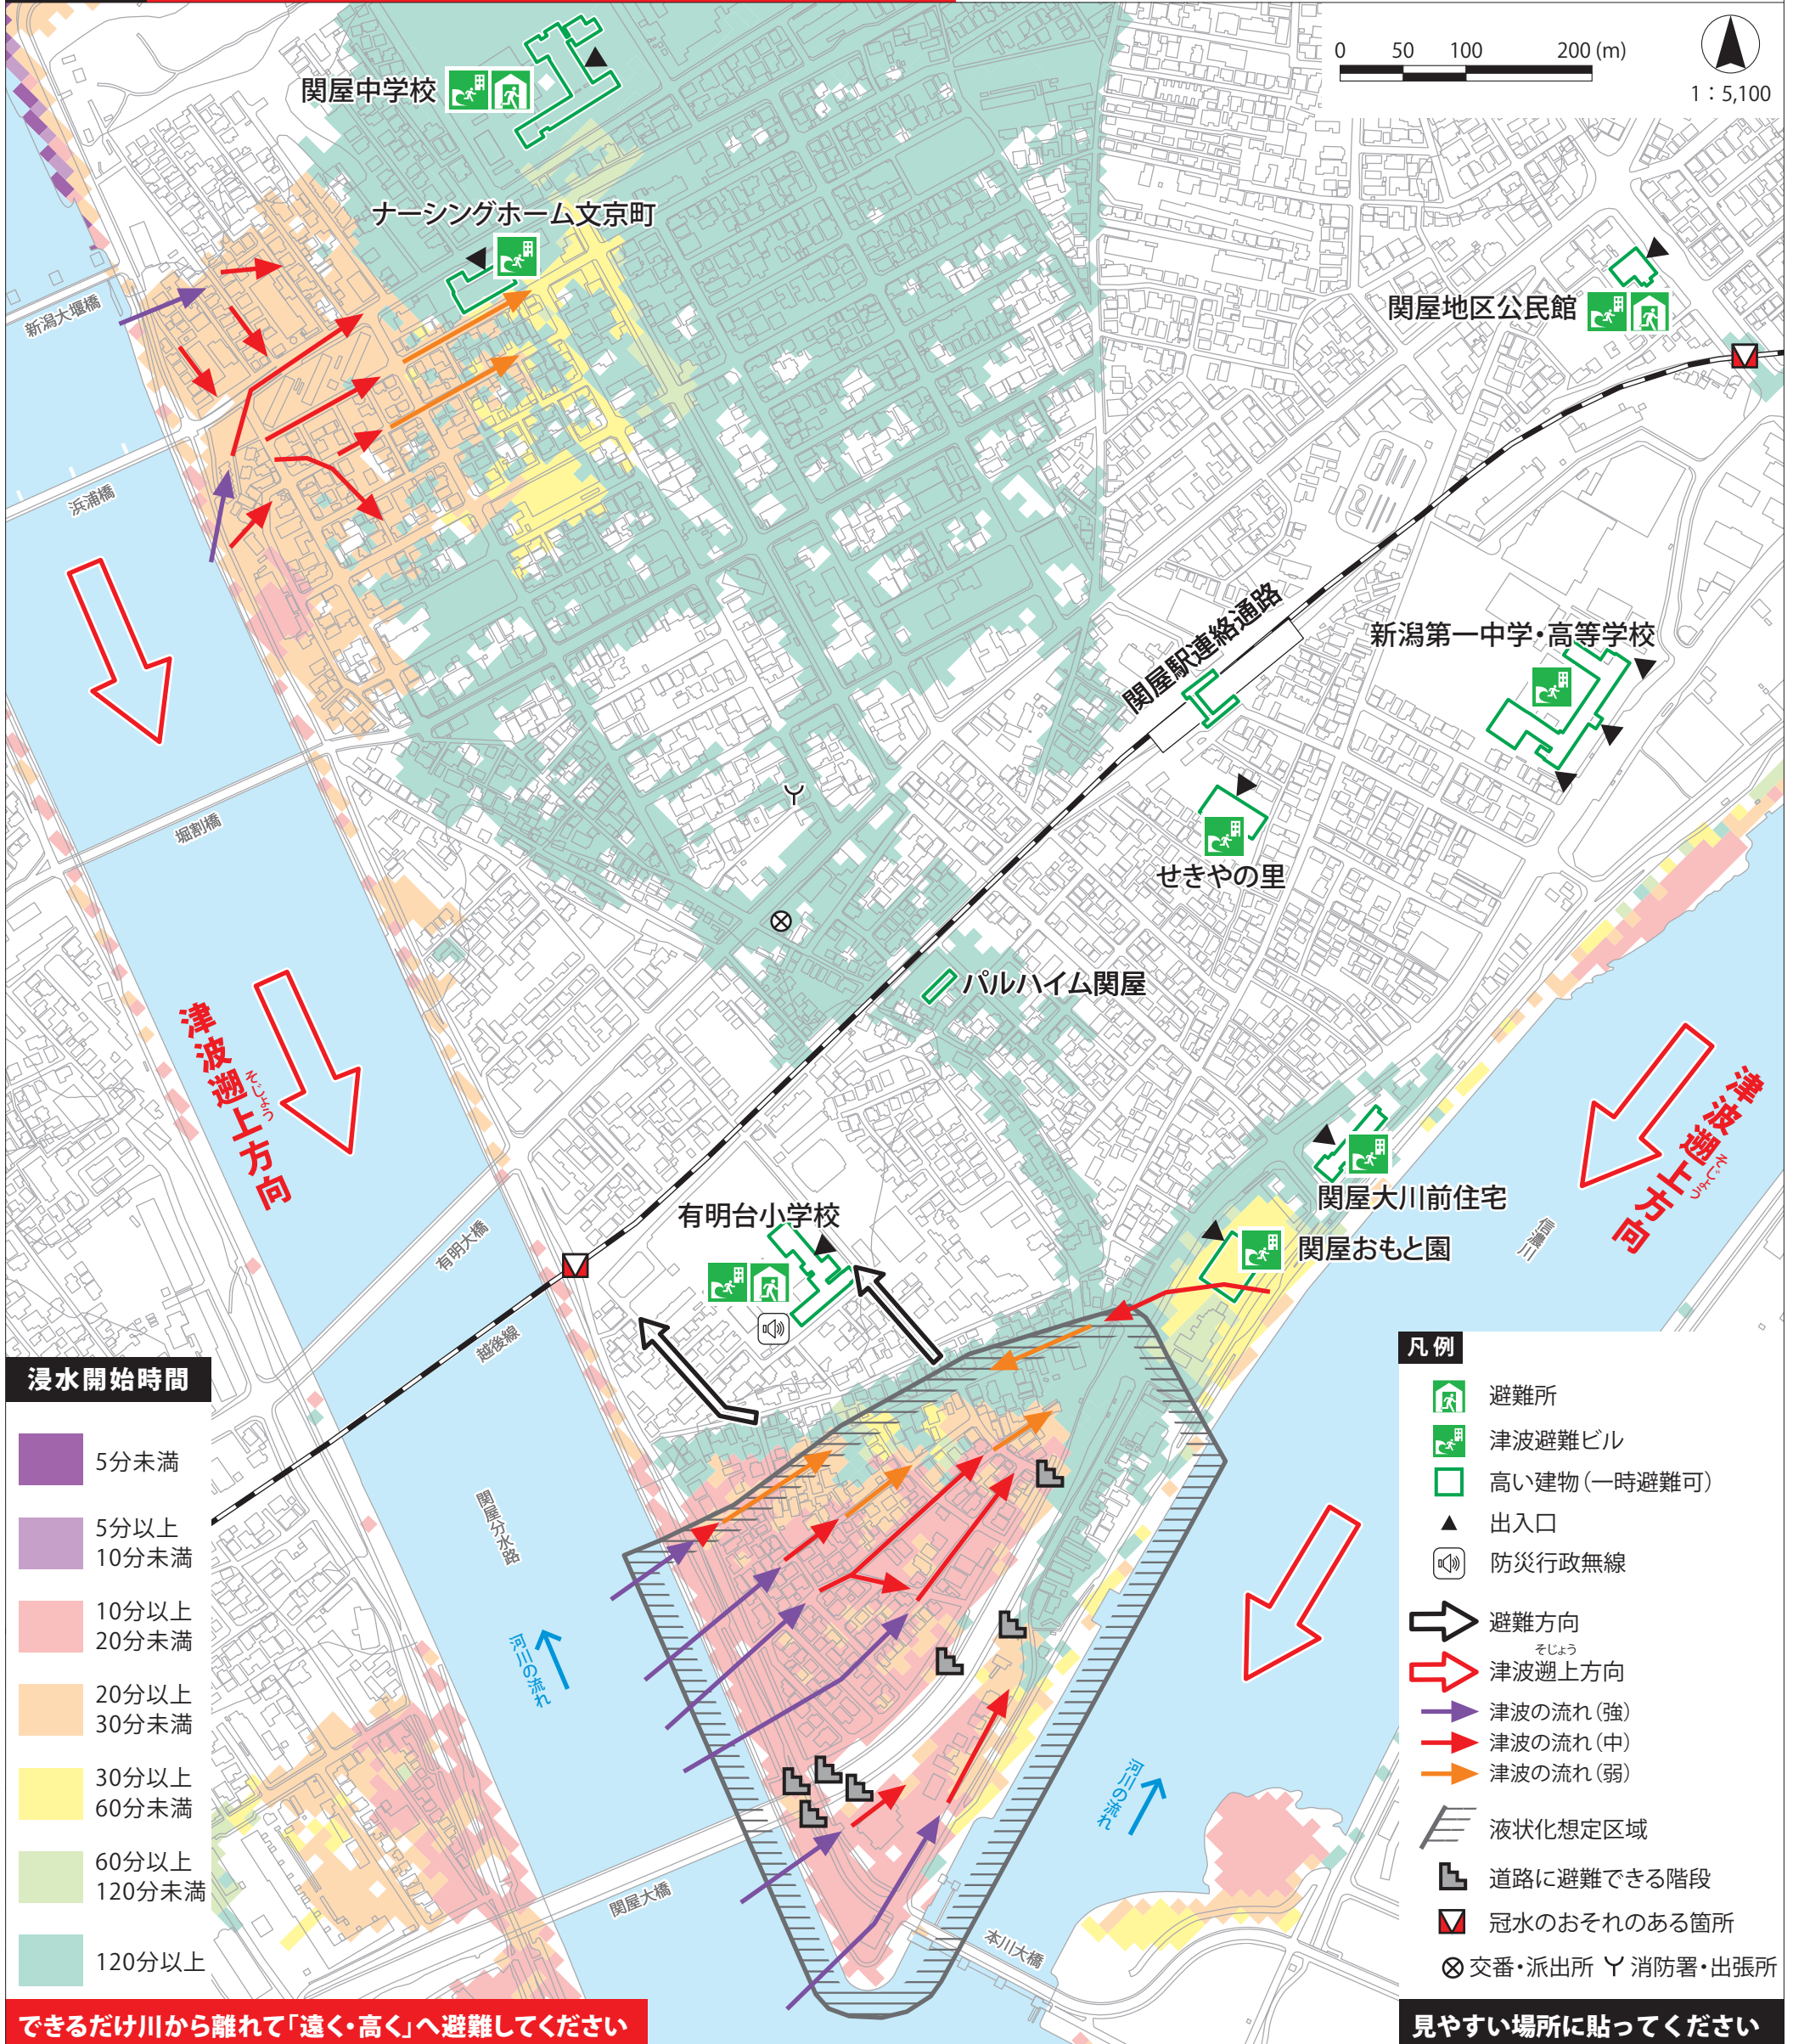 0 50 100 200 (m)
1：5,100
関屋中学校
ナーシングホーム文京町
新潟大堰橋
関屋地区公民館
浜浦橋
関屋駅連絡通路
新潟第一中学・高等学校
堀割橋
せきやの里
パルハイム関屋
津波遡上方向
そじょう
津波遡上方向
そじょう
関屋大川前住宅
有明台小学校
関屋おもと園
信濃川
有明大橋
越後線
関屋分水路
河川の流れ
河川の流れ
関屋大橋
本川大橋
浸水開始時間
5分未満
5分以上
10分未満
10分以上
20分未満
20分以上
30分未満
30分以上
60分未満
60分以上
120分未満
120分以上
凡例
避難所
津波避難ビル
高い建物（一時避難可）
出入口
防災行政無線
避難方向
そじょう
津波遡上方向
津波の流れ（強）
津波の流れ（中）
津波の流れ（弱）
液状化想定区域
道路に避難できる階段
冠水のおそれのある箇所
交番・派出所 消防署・出張所
できるだけ川から離れて「遠く・高く」へ避難してください
見やすい場所に貼ってください